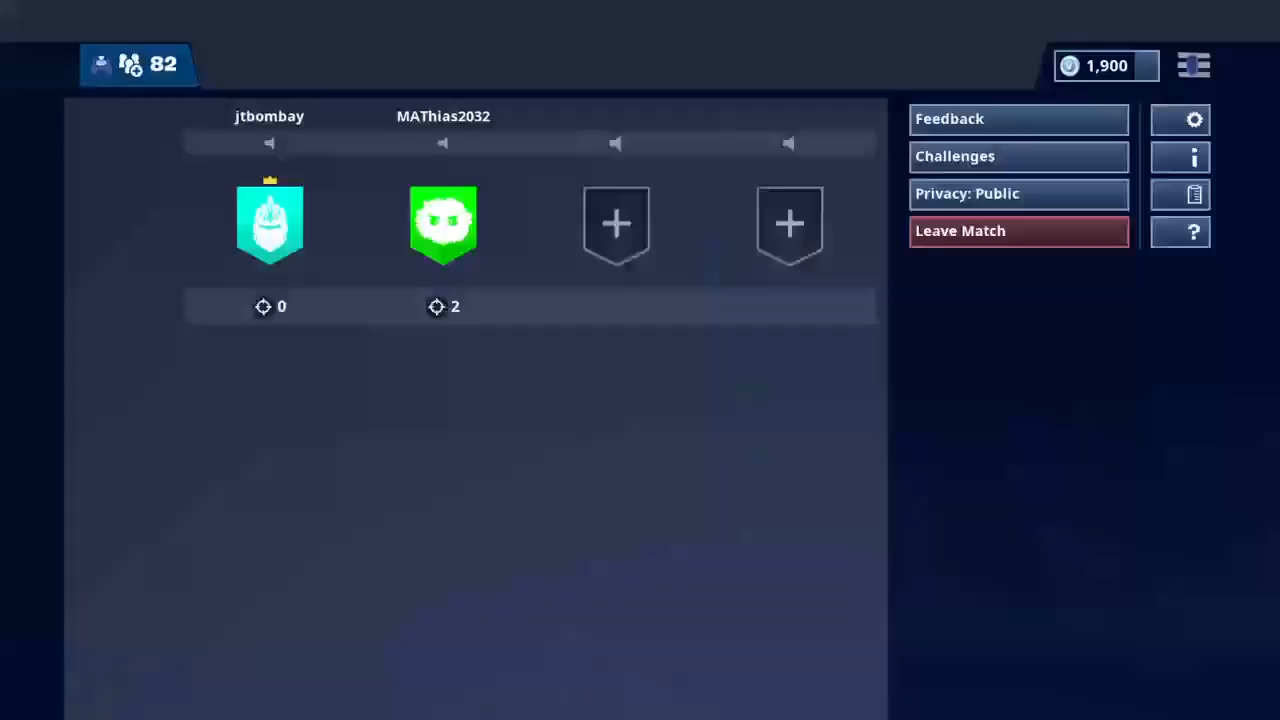 82
1,900
jtbombay
MAThias2032
0
2
Feedback
Challenges
Privacy: Public
Leave Match
i
?